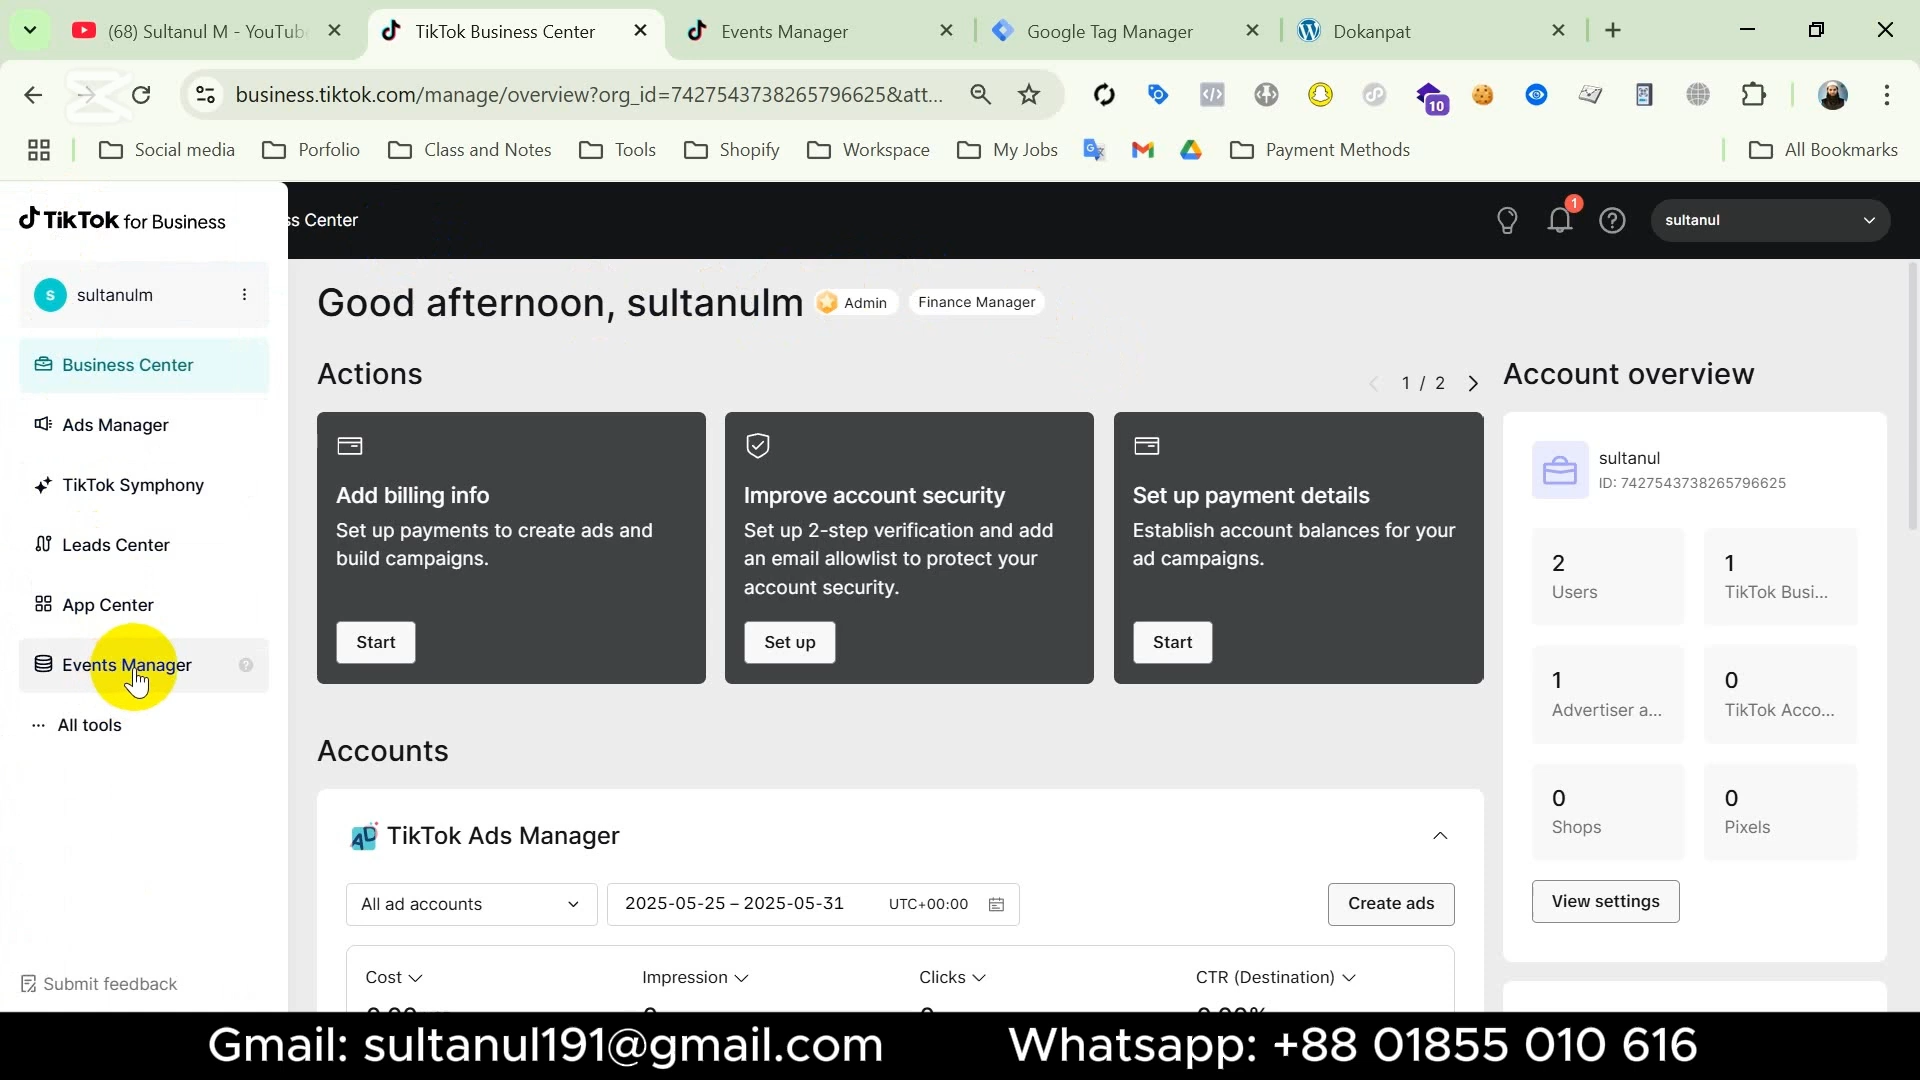 (68) Sultanul M - YouTub
TikTok Business Center
Events Manager
Google Tag Manager
Dokanpat
business.tiktok.com/manage/overview?org_id=7427543738265796625&att...
10
Social media
Porfolio
Class and Notes
Tools
Shopify
Workspace
My Jobs
Payment Methods
All Bookmarks
TikTok for Business
ss Center
1
sultanul
S
sultanulm
Business Center
Ads Manager
TikTok Symphony
Leads Center
App Center
Events Manager
All tools
Submit feedback
Good afternoon, sultanulm
Admin
Finance Manager
Actions
1 / 2
Add billing info
Set up payments to create ads and
build campaigns.
Start
Improve account security
Set up 2-step verification and add
an email allowlist to protect your
account security.
Set up
Set up payment details
Establish account balances for your
ad campaigns.
Start
Accounts
TikTok Ads Manager
All ad accounts
2025-05-25 – 2025-05-31
UTC+00:00
Create ads
Cost
Impression
Clicks
CTR (Destination)
Account overview
sultanul
ID: 7427543738265796625
2
Users
1
TikTok Busi...
1
Advertiser a...
0
TikTok Acco...
0
Shops
0
Pixels
View settings
Gmail: sultanul191@gmail.com
Whatsapp: +88 01855 010 616